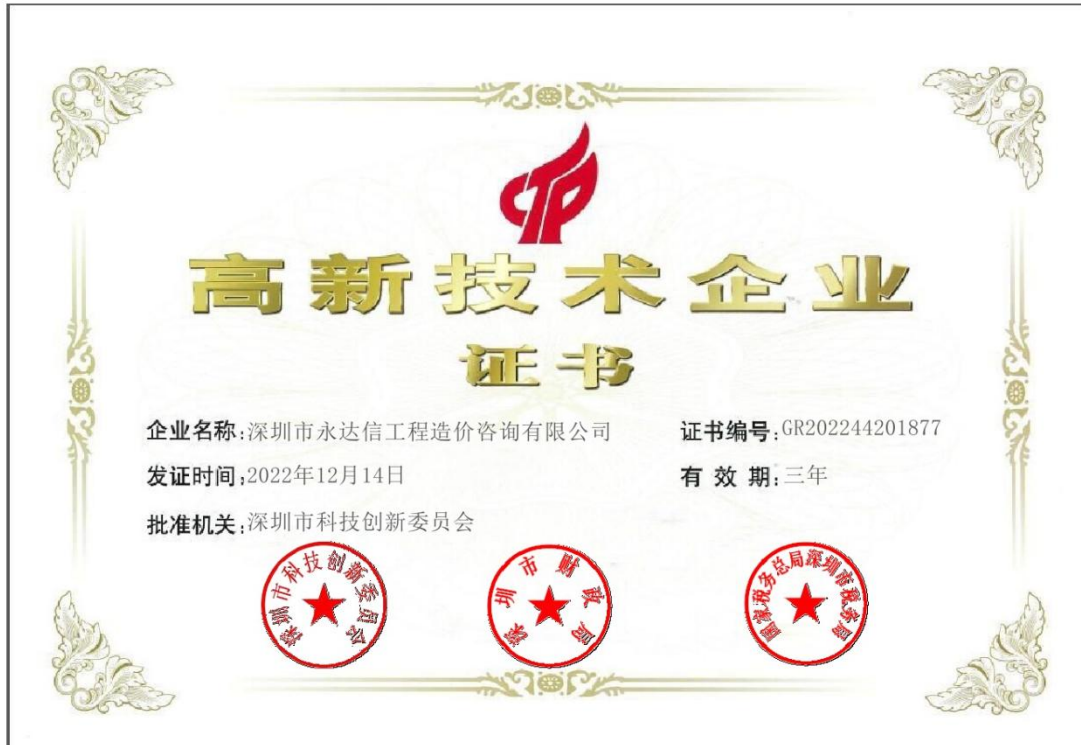 CTP
高新技术企业
证书
企业名称:深圳市永达信工程造价咨询有限公司 证书编号:GR202244201877
发证时间:2022年12月14日 有 效 期:三年
批准机关:深圳市科技创新委员会
深圳市科技创新委员会
深圳市财政局
国家税务总局深圳市税务局